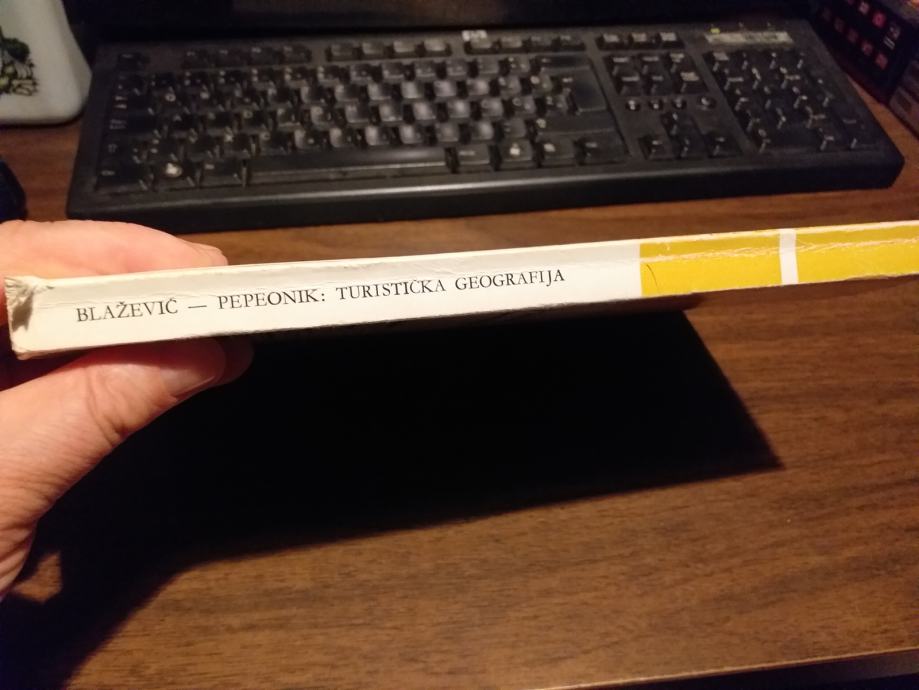 BLAŽEVIĆ — PEPEONIK: TURISTIČKA GEOGRAFIJA